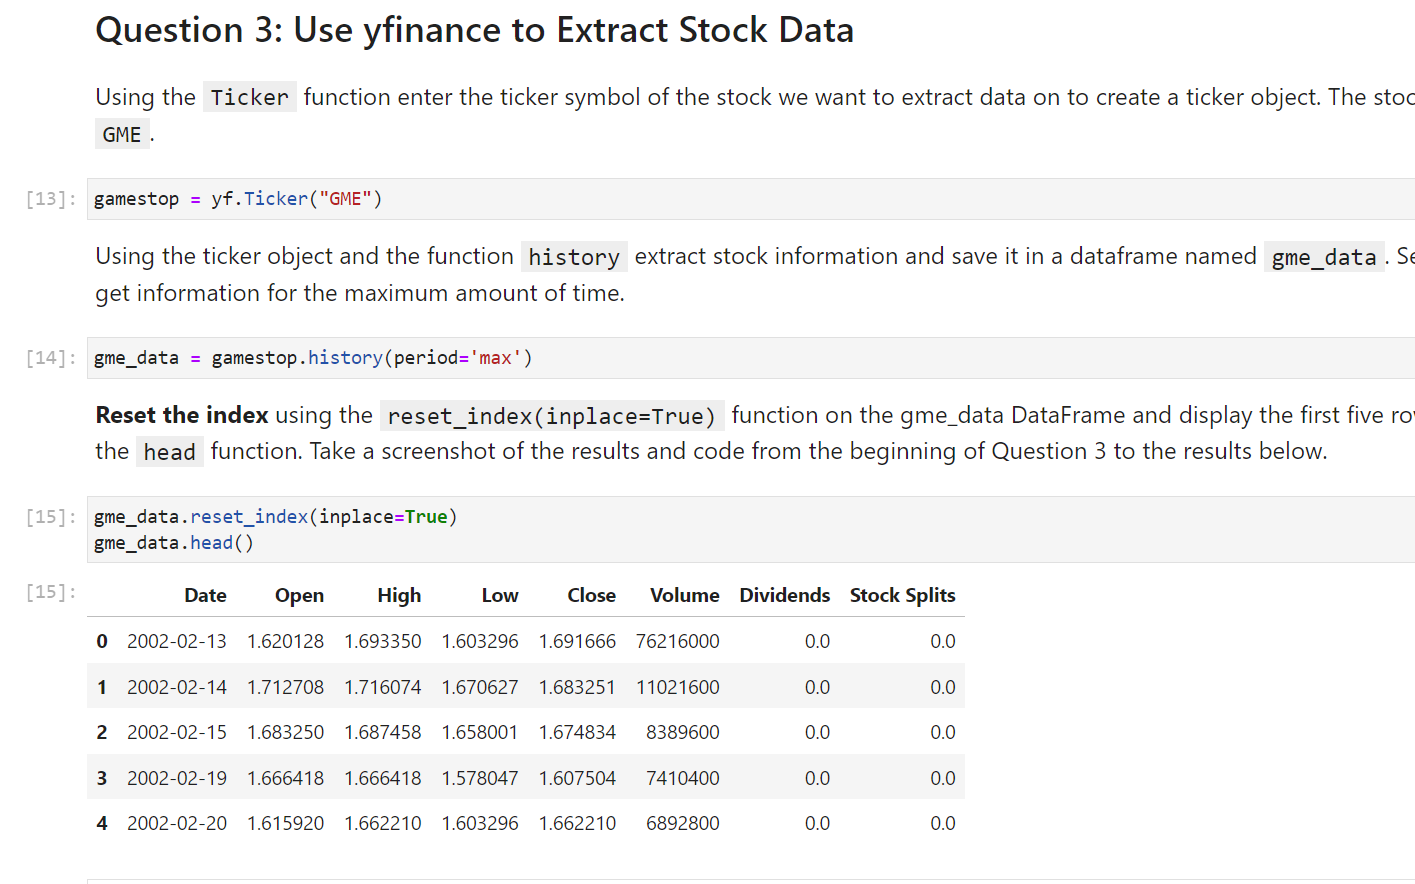 Question 3: Use yfinance to Extract Stock Data
Using the Ticker function enter the ticker symbol of the stock we want to extract data on to create a ticker object. The stoc
GME .
[13]: gamestop = yf.Ticker("GME")
Using the ticker object and the function history extract stock information and save it in a dataframe named gme_data . Se
get information for the maximum amount of time.
[14]: gme_data = gamestop.history(period='max')
Reset the index using the reset_index(inplace=True) function on the gme_data DataFrame and display the first five ro
the head function. Take a screenshot of the results and code from the beginning of Question 3 to the results below.
[15]: gme_data.reset_index(inplace=True)
gme_data.head()
[15]: Date Open High Low Close Volume Dividends Stock Splits
0 2002-02-13 1.620128 1.693350 1.603296 1.691666 76216000 0.0 0.0
1 2002-02-14 1.712708 1.716074 1.670627 1.683251 11021600 0.0 0.0
2 2002-02-15 1.683250 1.687458 1.658001 1.674834 8389600 0.0 0.0
3 2002-02-19 1.666418 1.666418 1.578047 1.607504 7410400 0.0 0.0
4 2002-02-20 1.615920 1.662210 1.603296 1.662210 6892800 0.0 0.0